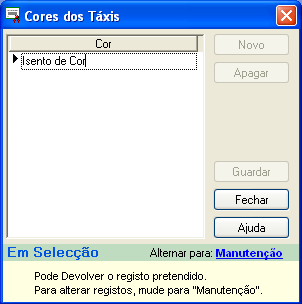 Cores dos Táxis
Cor
Isento de Cor
Novo
Apagar
Guardar
Fechar
Ajuda
Em Selecção
Alternar para: Manutenção
Pode Devolver o registo pretendido.
Para alterar registos, mude para "Manutenção".